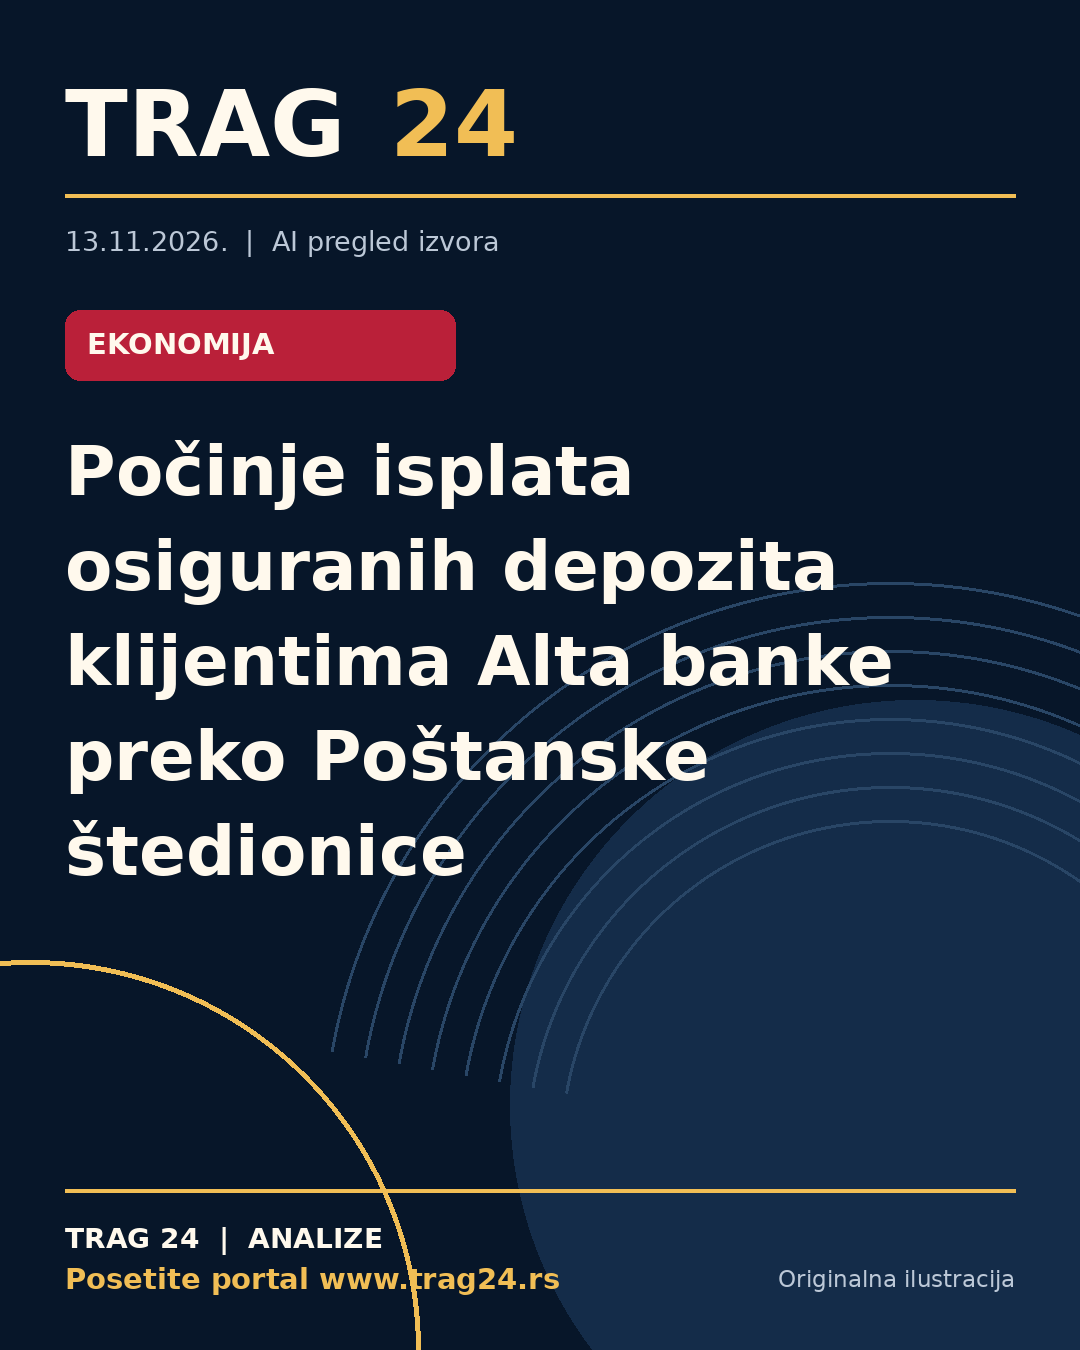 TRAG 24
13.11.2026. | AI pregled izvora
EKONOMIJA
Počinje isplata
osiguranih depozita
klijentima Alta banke
preko Poštanske
štedionice
TRAG 24 | ANALIZE
Posetite portal www.trag24.rs
Originalna ilustracija